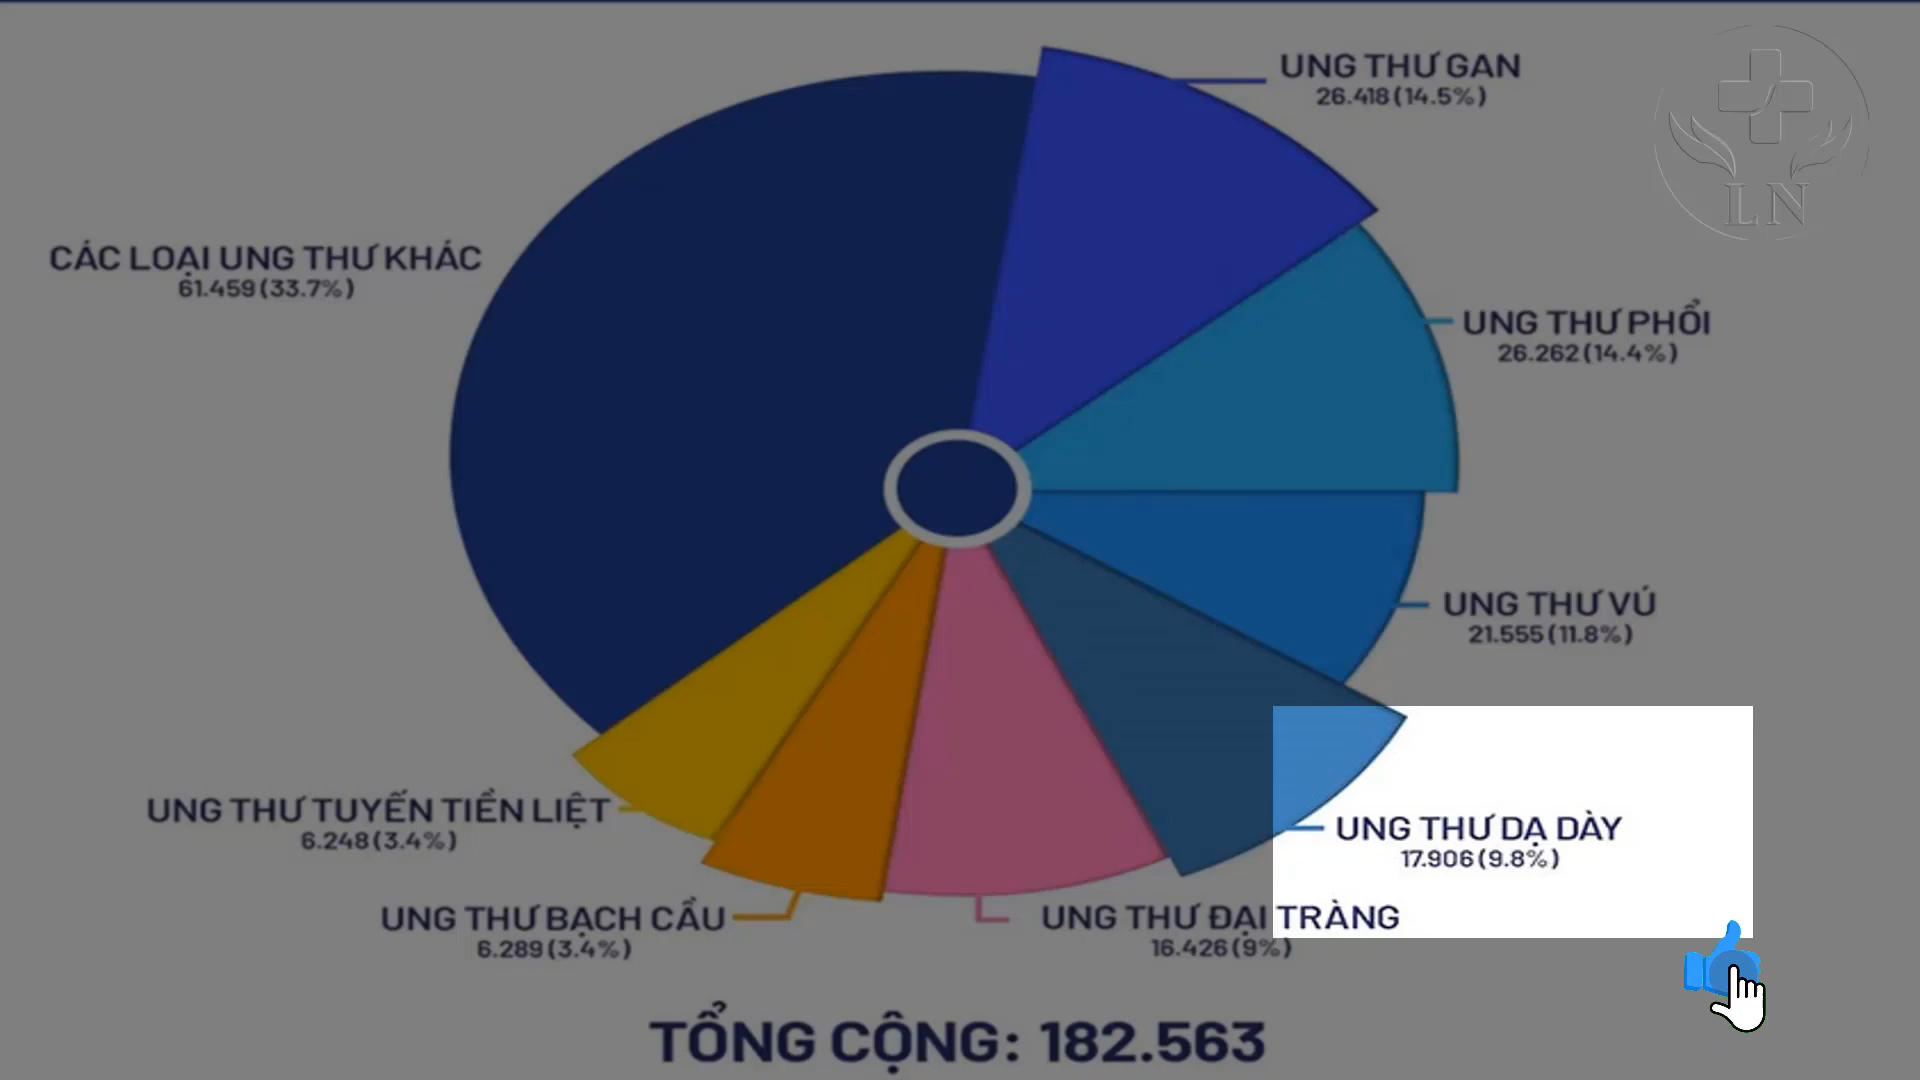 UNG THƯ GAN
26.418 (14.5%)
LN
CÁC LOẠI UNG THƯ KHÁC
61.459 (33.7%)
UNG THƯ PHỔI
26.262 (14.4%)
UNG THƯ VÚ
21.555 (11.8%)
UNG THƯ DẠ DÀY
17.906 (9.8%)
UNG THƯ TUYẾN TIỀN LIỆT
6.248 (3.4%)
UNG THƯ BẠCH CẦU
6.289 (3.4%)
UNG THƯ ĐẠI TRÀNG
16.426 (9%)
TỔNG CỘNG: 182.563